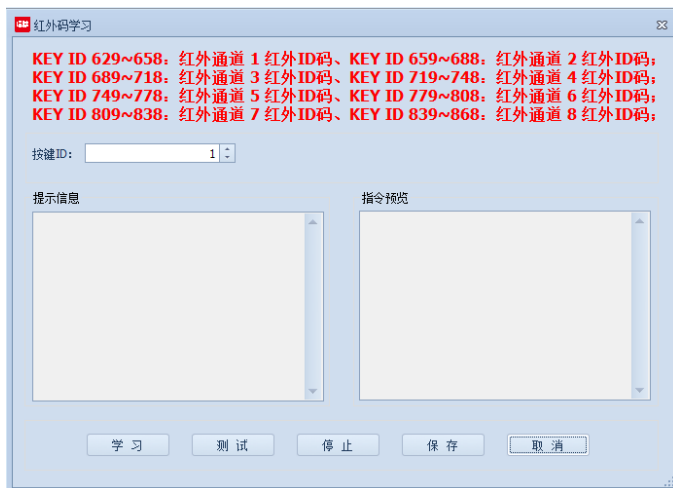 红外码学习
KEY ID 629~658：红外通道 1 红外ID码、KEY ID 659~688：红外通道 2 红外ID码；
KEY ID 689~718：红外通道 3 红外ID码、KEY ID 719~748：红外通道 4 红外ID码；
KEY ID 749~778：红外通道 5 红外ID码、KEY ID 779~808：红外通道 6 红外ID码；
KEY ID 809~838：红外通道 7 红外ID码、KEY ID 839~868：红外通道 8 红外ID码；
按键ID： 1
提示信息 指令预览
学 习 测 试 停 止 保 存 取 消